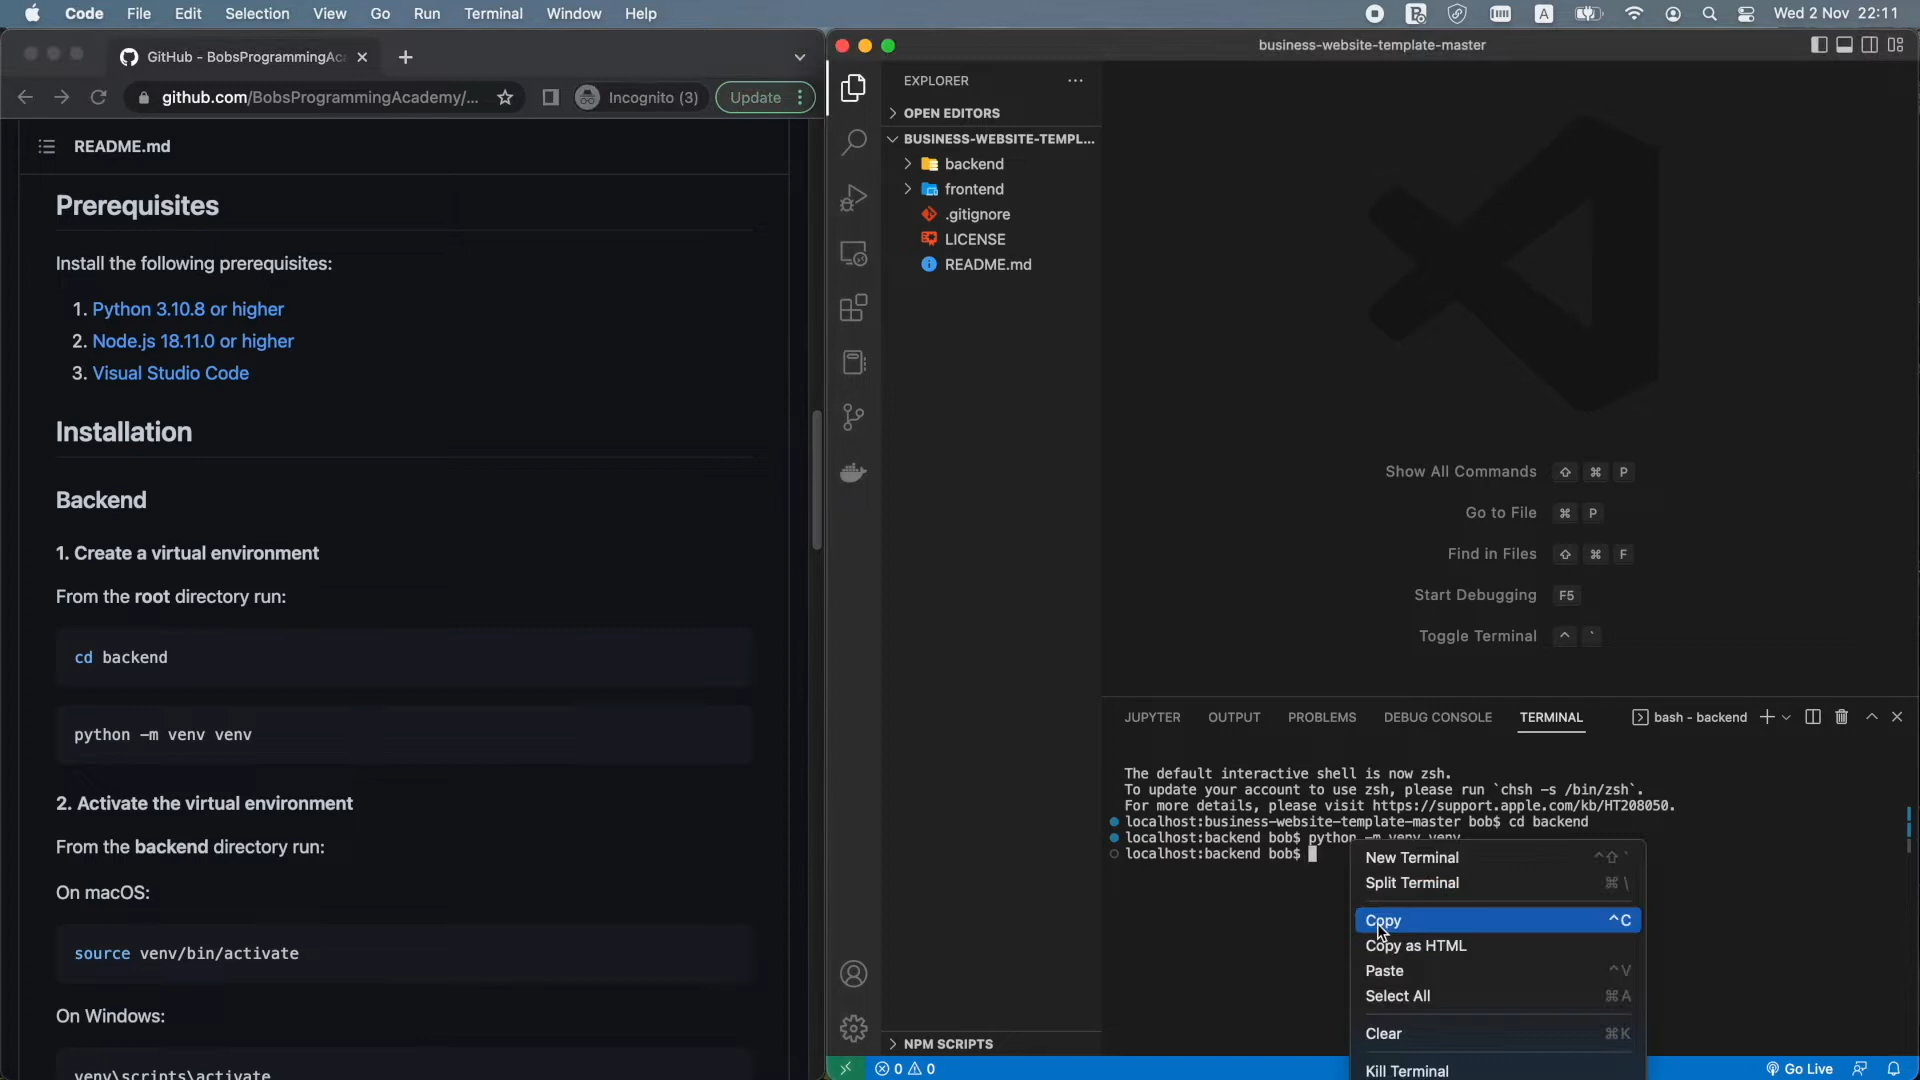 Code File Edit Selection View Go Run Terminal Window Help
A
Wed 2 Nov 22:11
GitHub - BobsProgrammingAc
github.com/BobsProgrammingAcademy/...
Incognito (3)
Update
README.md
Prerequisites
Install the following prerequisites:
1. Python 3.10.8 or higher
2. Node.js 18.11.0 or higher
3. Visual Studio Code
Installation
Backend
1. Create a virtual environment
From the root directory run:
cd backend
python -m venv venv
2. Activate the virtual environment
From the backend directory run:
On macOS:
source venv/bin/activate
On Windows:
venv\scripts\activate
business-website-template-master
EXPLORER
OPEN EDITORS
BUSINESS-WEBSITE-TEMPL...
backend
frontend
.gitignore
LICENSE
README.md
NPM SCRIPTS
Show All Commands ⇧ ⌘ P
Go to File ⌘ P
Find in Files ⇧ ⌘ F
Start Debugging F5
Toggle Terminal ^ `
JUPYTER OUTPUT PROBLEMS DEBUG CONSOLE TERMINAL
bash - backend
The default interactive shell is now zsh.
To update your account to use zsh, please run `chsh -s /bin/zsh`.
For more details, please visit https://support.apple.com/kb/HT208050.
localhost:business-website-template-master bob$ cd backend
localhost:backend bob$ python -m venv venv
localhost:backend bob$
New Terminal ^⇧`
Split Terminal ⌘\
Copy ^C
Copy as HTML
Paste ^V
Select All ⌘A
Clear ⌘K
Kill Terminal
0 0
Go Live